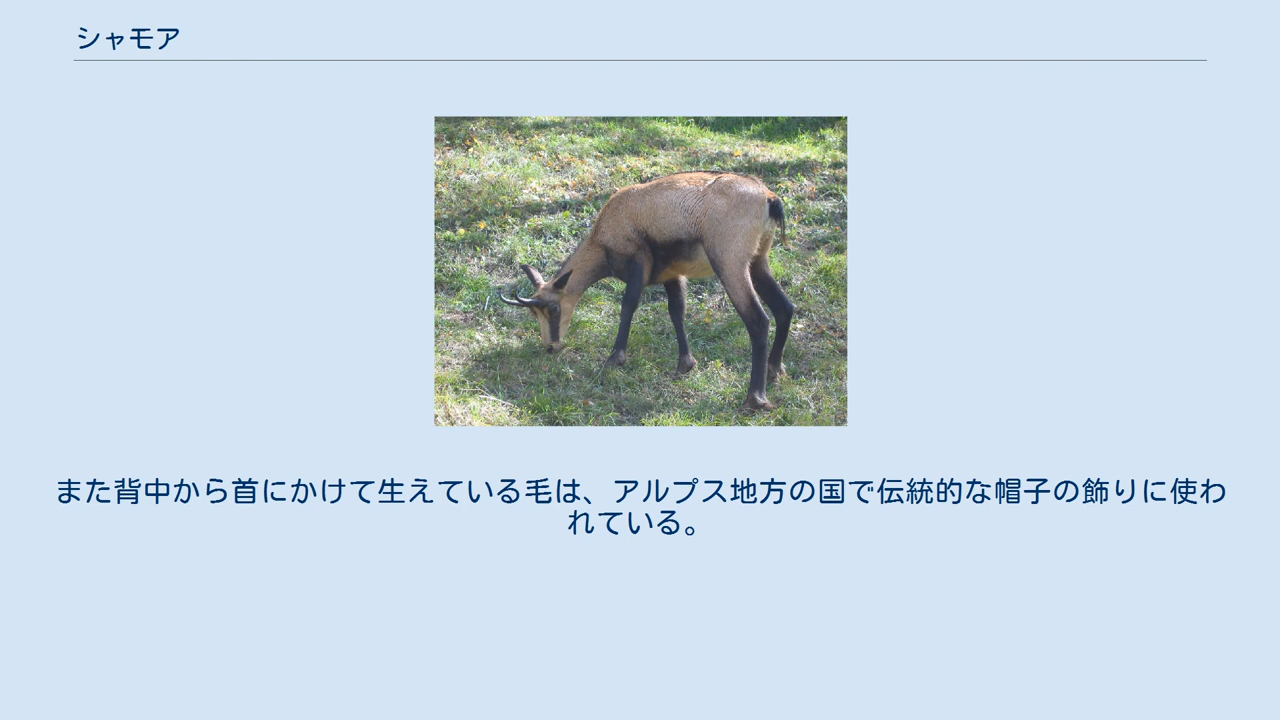 シャモア
また背中から首にかけて生えている毛は、アルプス地方の国で伝統的な帽子の飾りに使わ
れている。